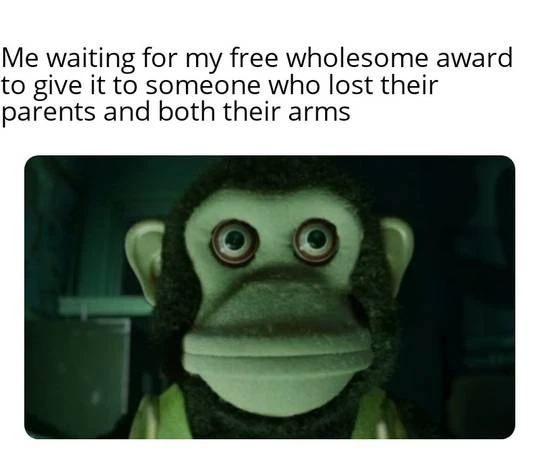 Me waiting for my free wholesome award
to give it to someone who lost their
parents and both their arms